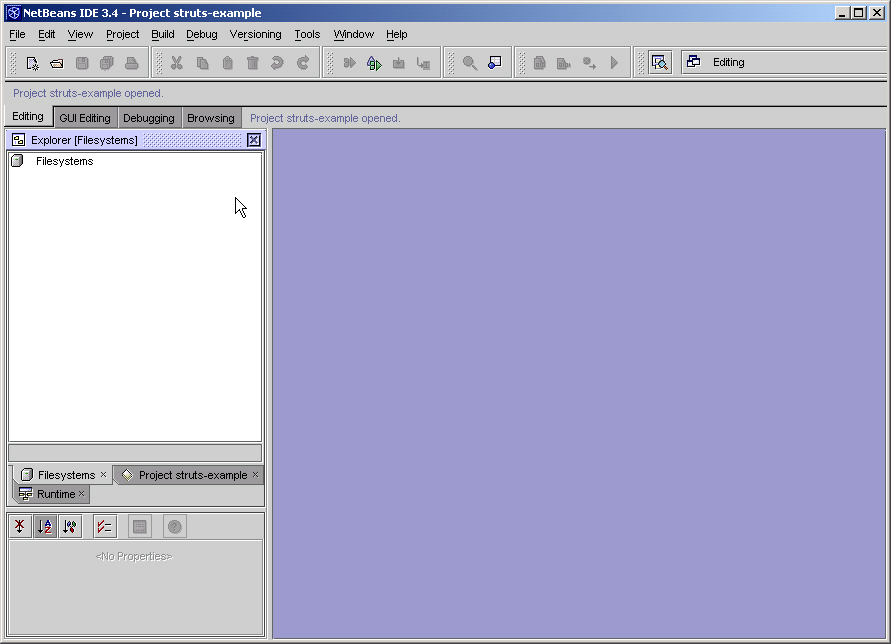 NetBeans IDE 3.4 - Project struts-example
File Edit View Project Build Debug Versioning Tools Window Help
Editing
Project struts-example opened.
Editing GUI Editing Debugging Browsing Project struts-example opened.
Explorer [Filesystems]
Filesystems
Filesystems Project struts-example
Runtime
<No Properties>